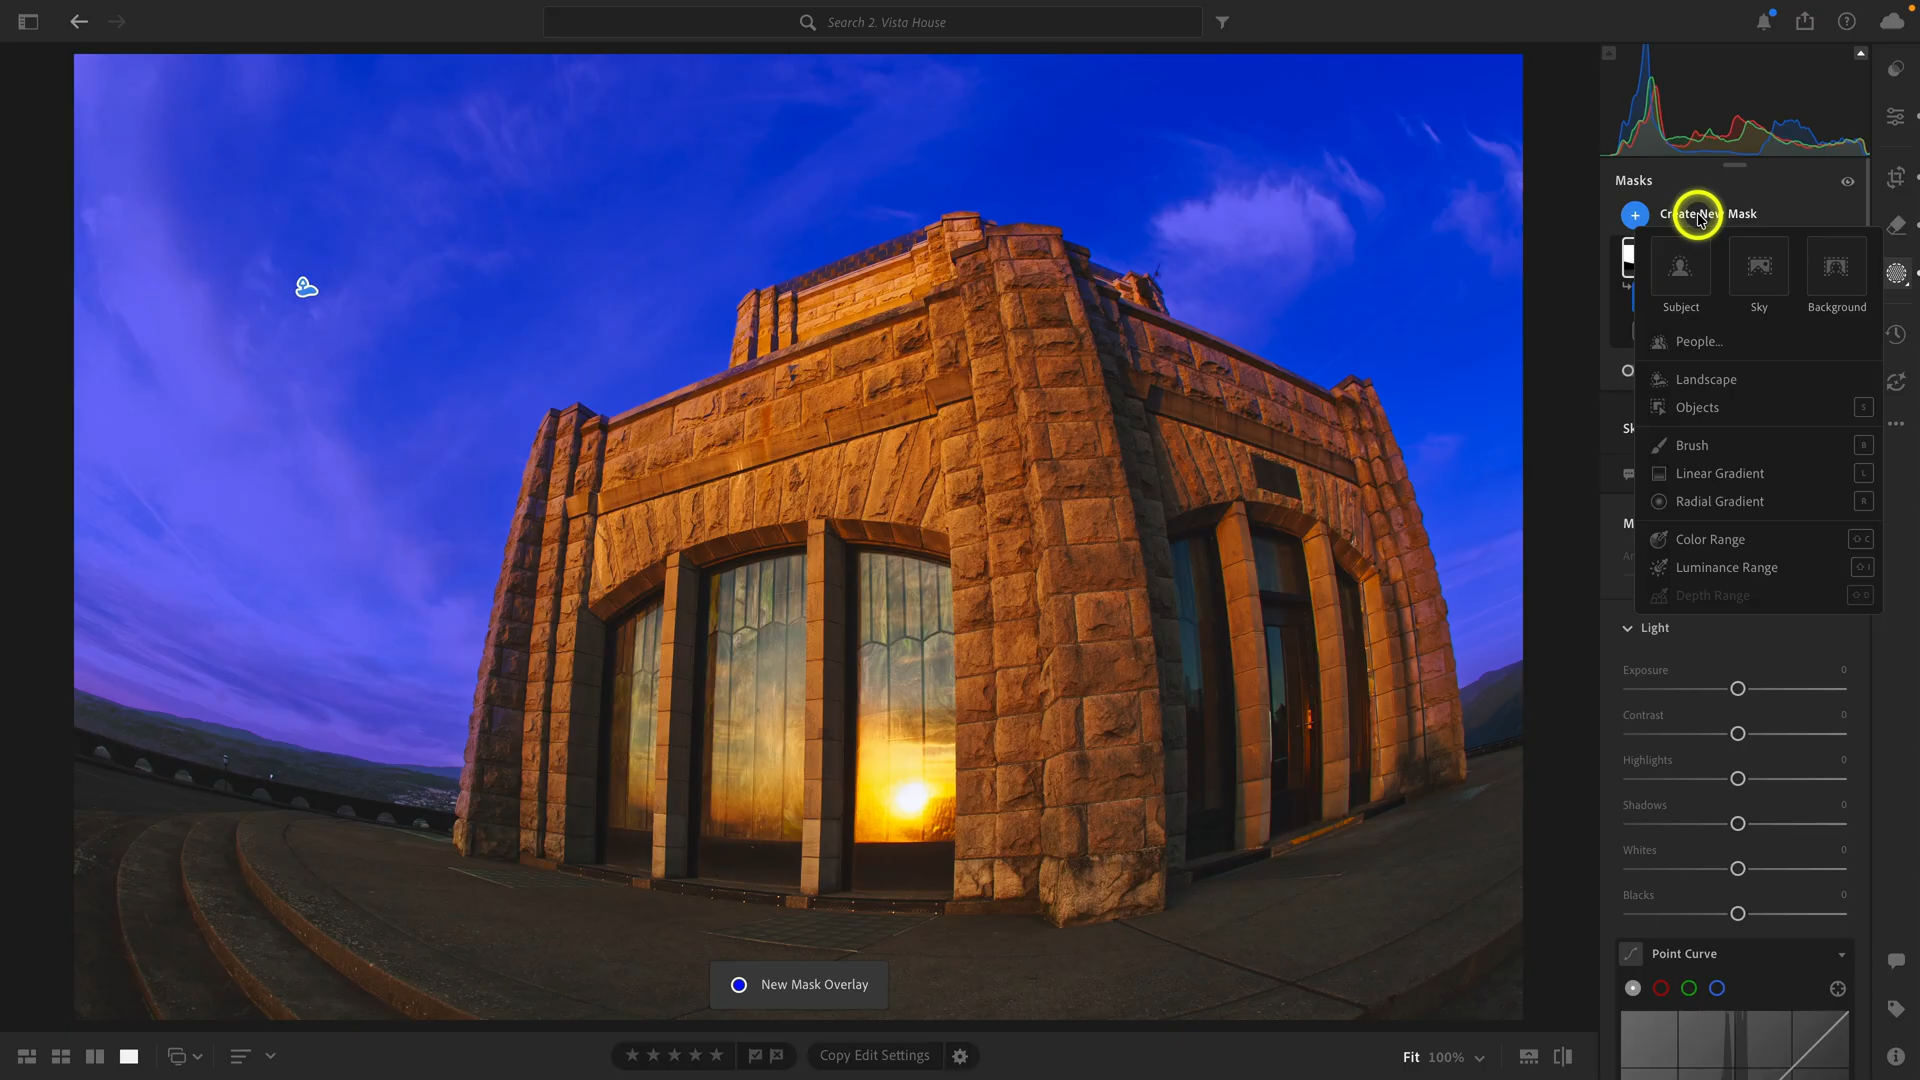 Search 2. Vista House
Masks
Create New Mask
Subject
Sky
Background
People...
Landscape
Objects
S
Brush
B
Linear Gradient
L
Radial Gradient
R
Color Range
C
Luminance Range
Depth Range
D
Light
Exposure
0
Contrast
0
Highlights
0
Shadows
0
Whites
0
Blacks
0
Point Curve
New Mask Overlay
Copy Edit Settings
Fit 100%